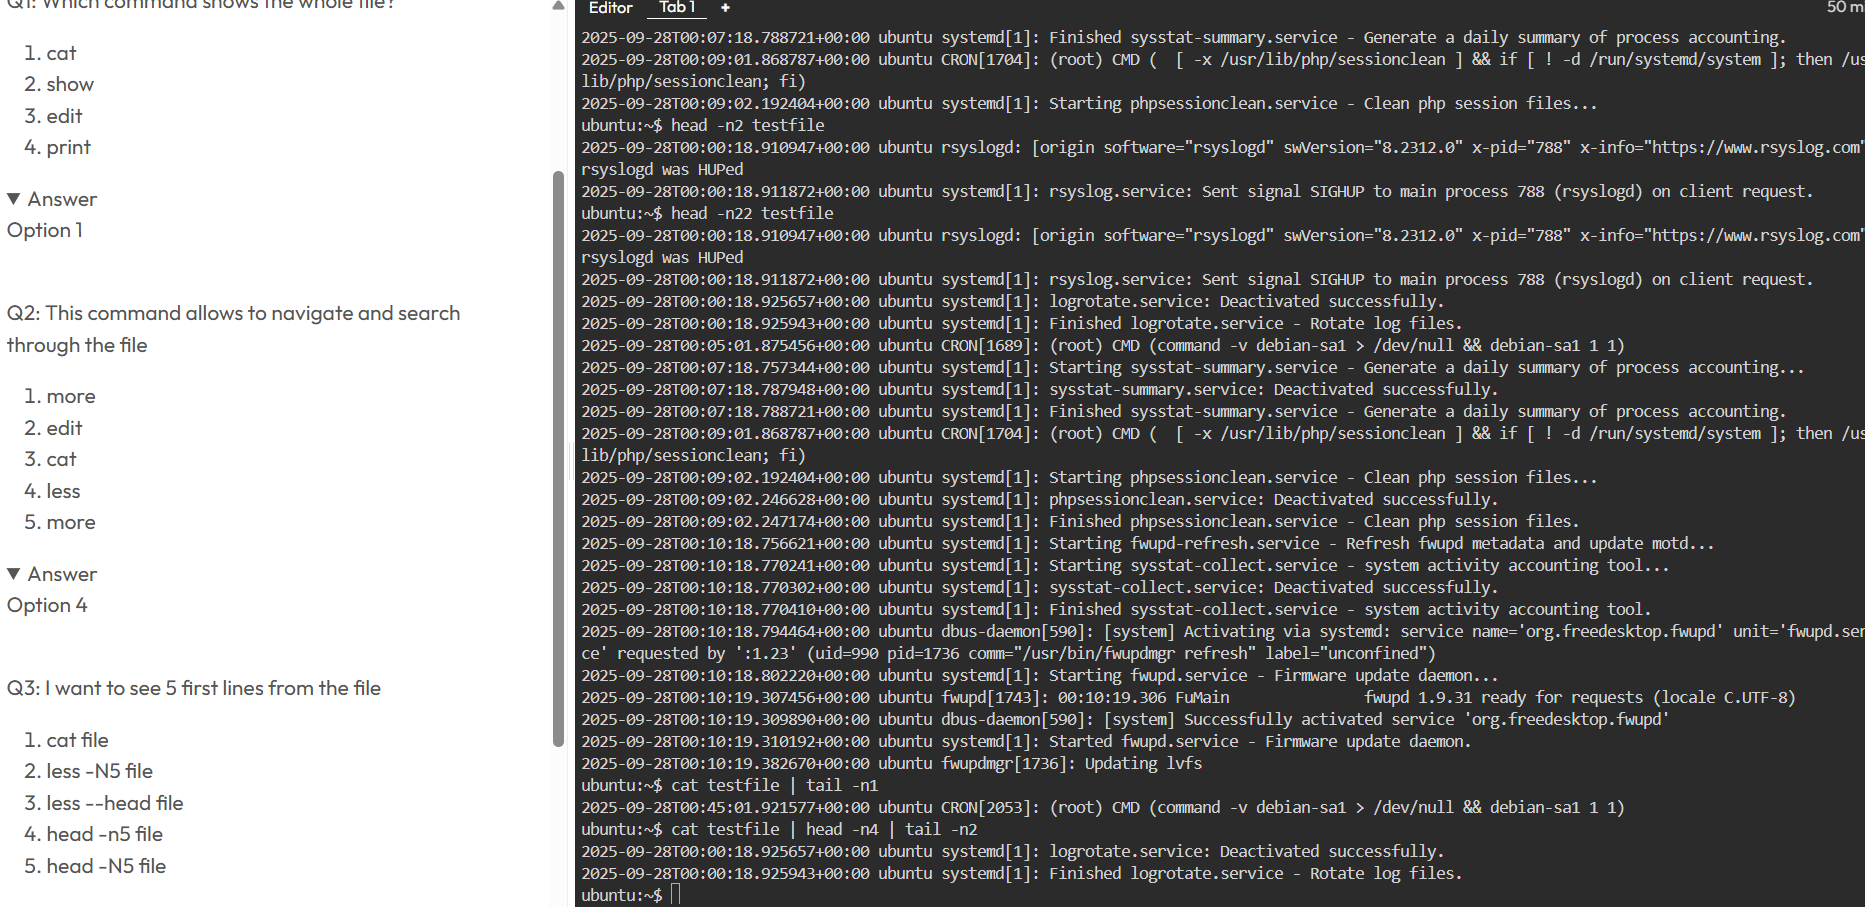 Q1: Which command shows the whole file?
1. cat
2. show
3. edit
4. print
▼ Answer
Option 1
Q2: This command allows to navigate and search
through the file
1. more
2. edit
3. cat
4. less
5. more
▼ Answer
Option 4
Q3: I want to see 5 first lines from the file
1. cat file
2. less -N5 file
3. less --head file
4. head -n5 file
5. head -N5 file
Editor Tab 1 +
50
2025-09-28T00:07:18.788721+00:00 ubuntu systemd[1]: Finished sysstat-summary.service - Generate a daily summary of process accounting.
2025-09-28T00:09:01.868787+00:00 ubuntu CRON[1704]: (root) CMD (  [ -x /usr/lib/php/sessionclean ] && if [ ! -d /run/systemd/system ]; then /us
lib/php/sessionclean; fi)
2025-09-28T00:09:02.192404+00:00 ubuntu systemd[1]: Starting phpsessionclean.service - Clean php session files...
ubuntu:~$ head -n2 testfile
2025-09-28T00:00:18.910947+00:00 ubuntu rsyslogd: [origin software="rsyslogd" swVersion="8.2312.0" x-pid="788" x-info="https://www.rsyslog.com"
rsyslogd was HUPed
2025-09-28T00:00:18.911872+00:00 ubuntu systemd[1]: rsyslog.service: Sent signal SIGHUP to main process 788 (rsyslogd) on client request.
ubuntu:~$ head -n22 testfile
2025-09-28T00:00:18.910947+00:00 ubuntu rsyslogd: [origin software="rsyslogd" swVersion="8.2312.0" x-pid="788" x-info="https://www.rsyslog.com"
rsyslogd was HUPed
2025-09-28T00:00:18.911872+00:00 ubuntu systemd[1]: rsyslog.service: Sent signal SIGHUP to main process 788 (rsyslogd) on client request.
2025-09-28T00:00:18.925657+00:00 ubuntu systemd[1]: logrotate.service: Deactivated successfully.
2025-09-28T00:00:18.925943+00:00 ubuntu systemd[1]: Finished logrotate.service - Rotate log files.
2025-09-28T00:05:01.875456+00:00 ubuntu CRON[1689]: (root) CMD (command -v debian-sa1 > /dev/null && debian-sa1 1 1)
2025-09-28T00:07:18.757344+00:00 ubuntu systemd[1]: Starting sysstat-summary.service - Generate a daily summary of process accounting...
2025-09-28T00:07:18.787948+00:00 ubuntu systemd[1]: sysstat-summary.service: Deactivated successfully.
2025-09-28T00:07:18.788721+00:00 ubuntu systemd[1]: Finished sysstat-summary.service - Generate a daily summary of process accounting.
2025-09-28T00:09:01.868787+00:00 ubuntu CRON[1704]: (root) CMD (  [ -x /usr/lib/php/sessionclean ] && if [ ! -d /run/systemd/system ]; then /us
lib/php/sessionclean; fi)
2025-09-28T00:09:02.192404+00:00 ubuntu systemd[1]: Starting phpsessionclean.service - Clean php session files...
2025-09-28T00:09:02.246628+00:00 ubuntu systemd[1]: phpsessionclean.service: Deactivated successfully.
2025-09-28T00:09:02.247174+00:00 ubuntu systemd[1]: Finished phpsessionclean.service - Clean php session files.
2025-09-28T00:10:18.756621+00:00 ubuntu systemd[1]: Starting fwupd-refresh.service - Refresh fwupd metadata and update motd...
2025-09-28T00:10:18.770241+00:00 ubuntu systemd[1]: Starting sysstat-collect.service - system activity accounting tool...
2025-09-28T00:10:18.770302+00:00 ubuntu systemd[1]: sysstat-collect.service: Deactivated successfully.
2025-09-28T00:10:18.770410+00:00 ubuntu systemd[1]: Finished sysstat-collect.service - system activity accounting tool.
2025-09-28T00:10:18.794464+00:00 ubuntu dbus-daemon[590]: [system] Activating via systemd: service name='org.freedesktop.fwupd' unit='fwupd.ser
ce' requested by ':1.23' (uid=990 pid=1736 comm="/usr/bin/fwupdmgr refresh" label="unconfined")
2025-09-28T00:10:18.802220+00:00 ubuntu systemd[1]: Starting fwupd.service - Firmware update daemon...
2025-09-28T00:10:19.307456+00:00 ubuntu fwupd[1743]: 00:10:19.306 FuMain               fwupd 1.9.31 ready for requests (locale C.UTF-8)
2025-09-28T00:10:19.309890+00:00 ubuntu dbus-daemon[590]: [system] Successfully activated service 'org.freedesktop.fwupd'
2025-09-28T00:10:19.310192+00:00 ubuntu systemd[1]: Started fwupd.service - Firmware update daemon.
2025-09-28T00:10:19.382670+00:00 ubuntu fwupdmgr[1736]: Updating lvfs
ubuntu:~$ cat testfile | tail -n1
2025-09-28T00:45:01.921577+00:00 ubuntu CRON[2053]: (root) CMD (command -v debian-sa1 > /dev/null && debian-sa1 1 1)
ubuntu:~$ cat testfile | head -n4 | tail -n2
2025-09-28T00:00:18.925657+00:00 ubuntu systemd[1]: logrotate.service: Deactivated successfully.
2025-09-28T00:00:18.925943+00:00 ubuntu systemd[1]: Finished logrotate.service - Rotate log files.
ubuntu:~$